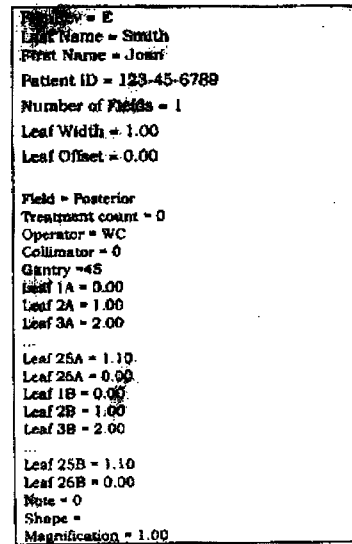 = E
Last Name = Smith
First Name =
Patient ID = 123-45-6789
Number of Fields = 1
Leaf Width = 1.00
Leaf Offset = 0.00
Field = Posterior
Treatment count = 0
Operator = WC
Collimator = 0
Gantry =45
Leaf 1A = 0.00
Leaf 2A = 1.00
Leaf 3A = 2.00
...
Leaf 25A = 1.10
Leaf 26A = 0.00
Leaf 1B = 0.00
Leaf 2B = 1.00
Leaf 3B = 2.00
...
Leaf 25B = 1.10
Leaf 26B = 0.00
Note = 0
Shape =
Magnification = 1.00